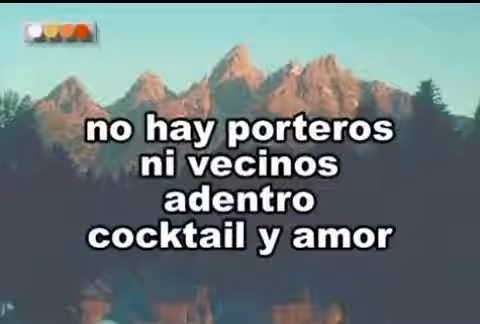 no hay porteros
ni vecinos
adentro
cocktail y amor